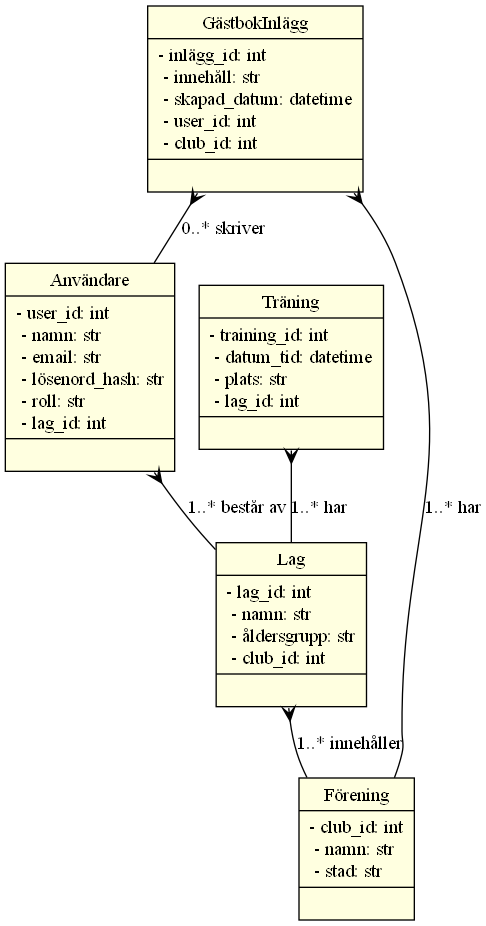 GästbokInlägg
- inlägg_id: int
- innehåll: str
- skapad_datum: datetime
- user_id: int
- club_id: int
0..* skriver
Användare
- user_id: int
- namn: str
- email: str
- lösenord_hash: str
- roll: str
- lag_id: int
Träning
- training_id: int
- datum_tid: datetime
- plats: str
- lag_id: int
1..* består av
1..* har
1..* har
Lag
- lag_id: int
- namn: str
- åldersgrupp: str
- club_id: int
1..* innehåller
Förening
- club_id: int
- namn: str
- stad: str